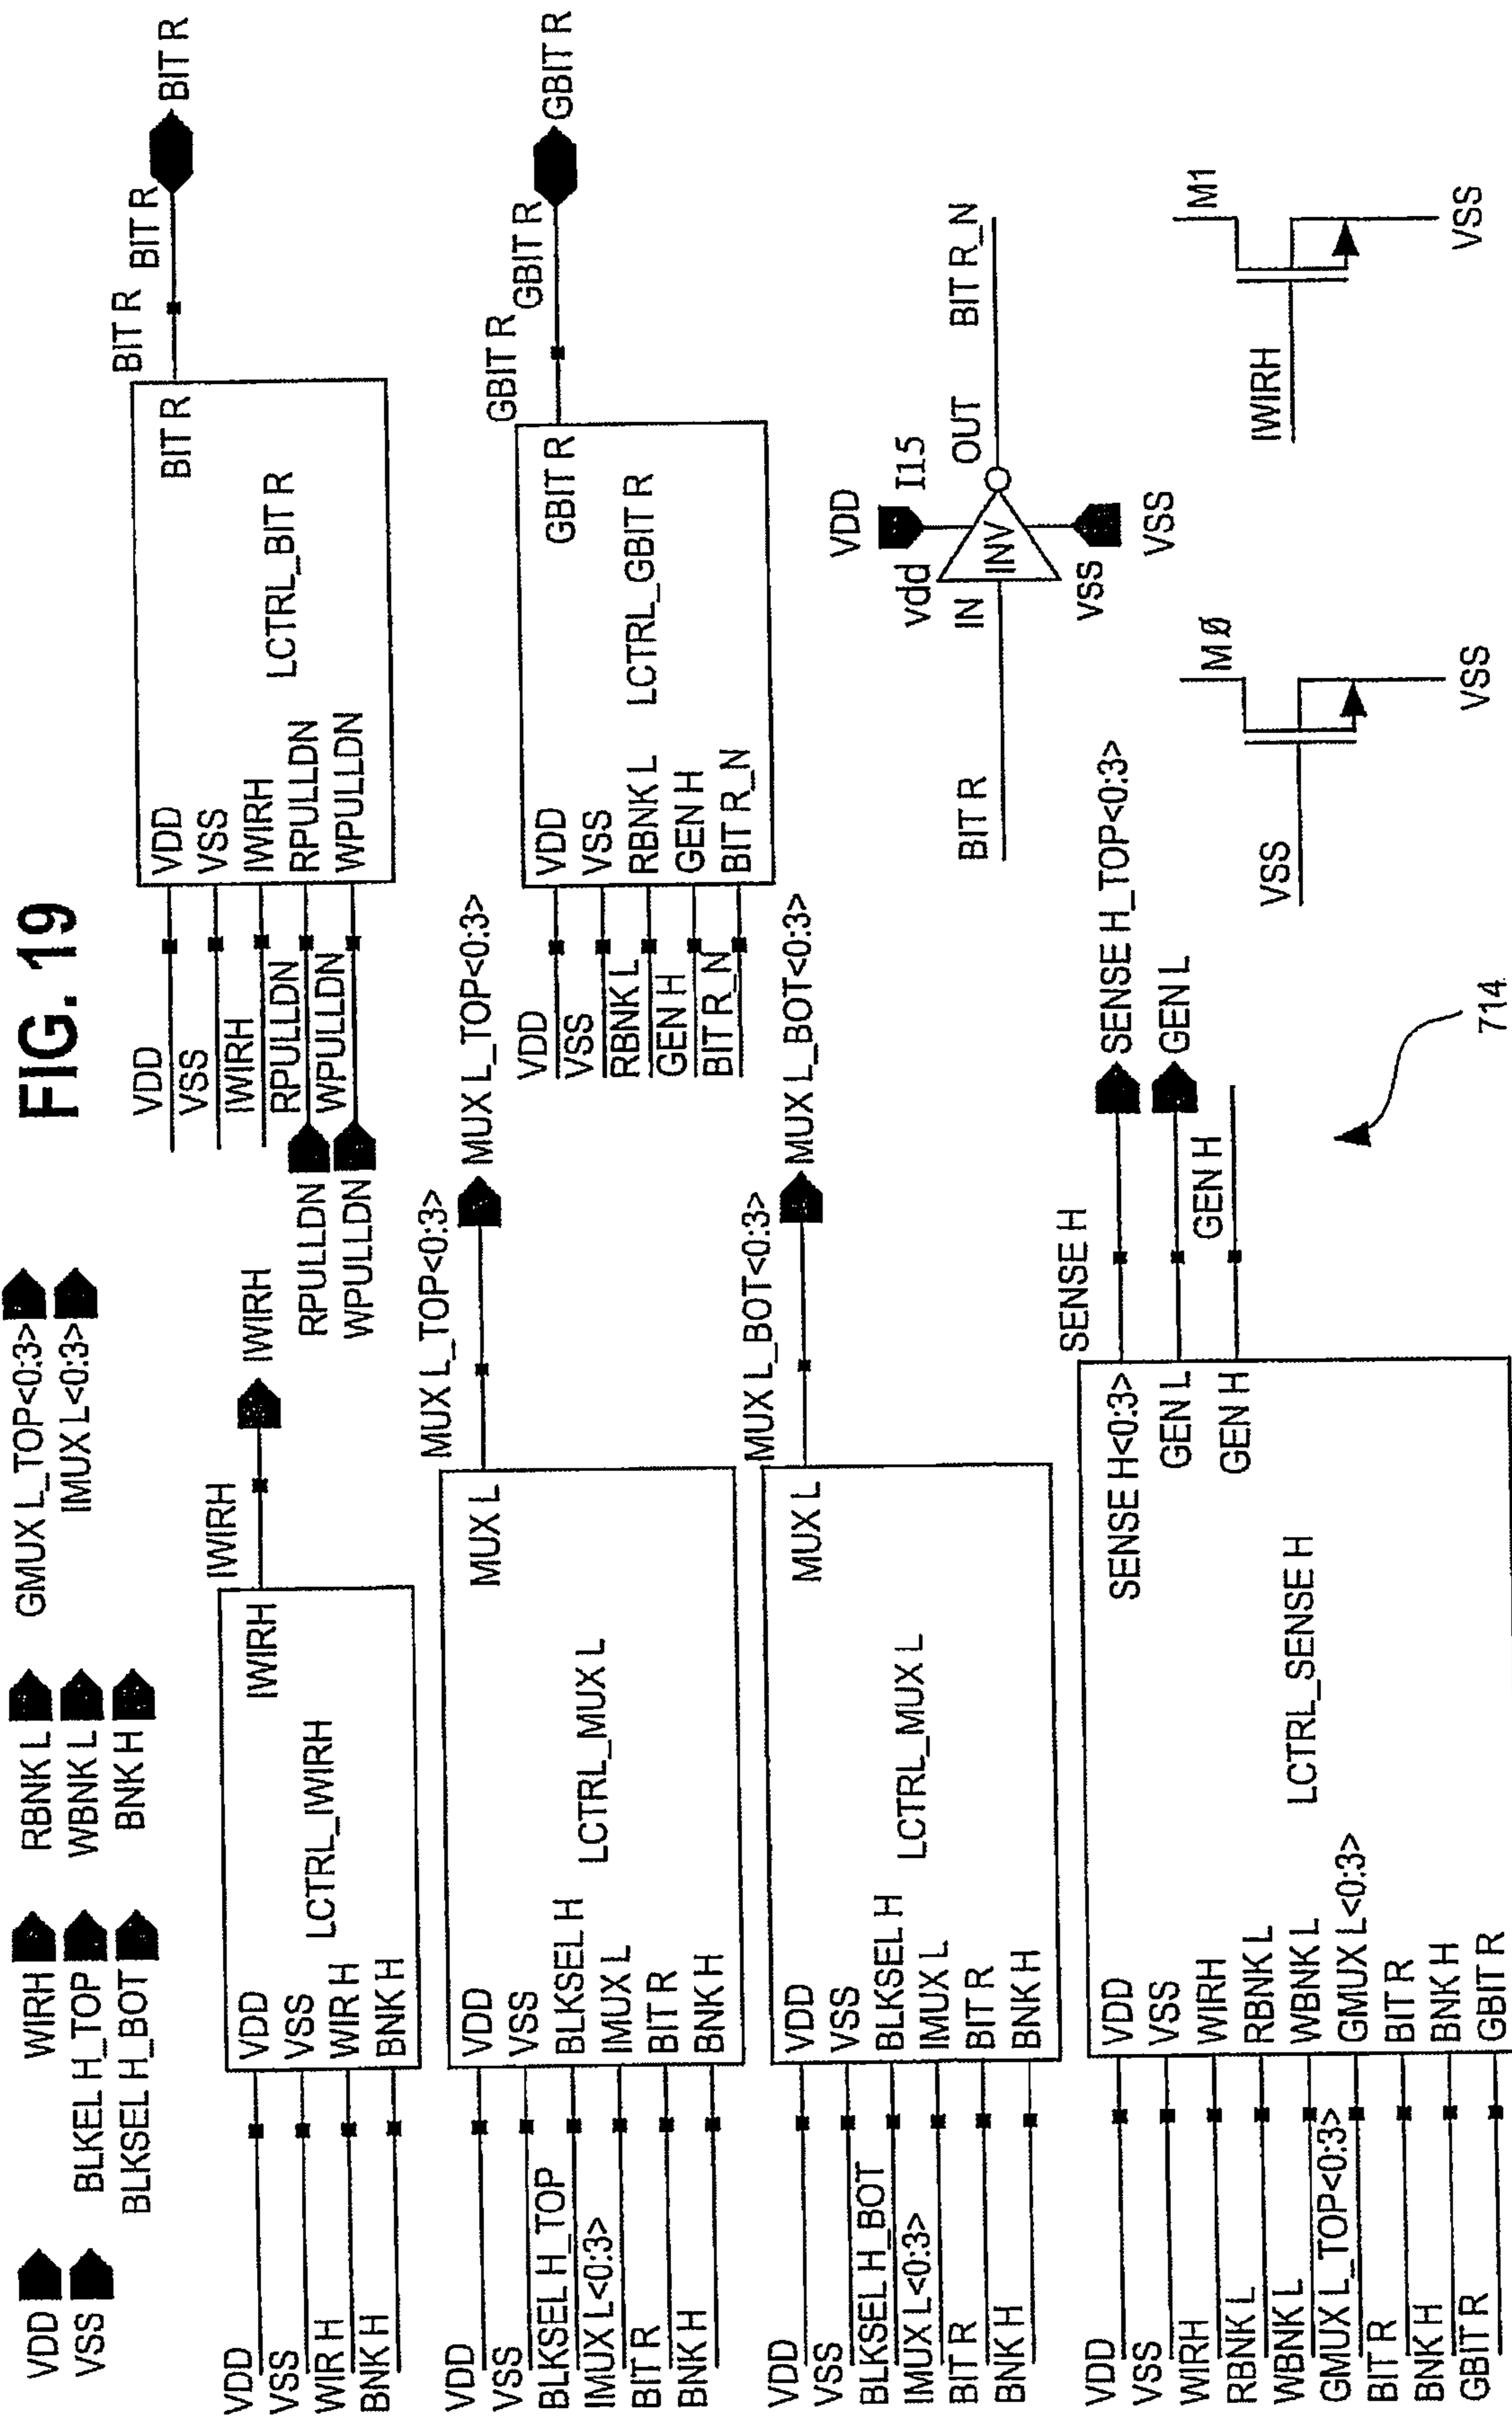 FIG. 19
VDD
VSS
WIRH
BLKEL H_TOP
BLKSEL H_BOT
RBNK L
WBNK L
BNK H
GMUX L_TOP<0:3>
IMUX L<0:3>
VDD
VSS
WIR H
BNK H
VDD
VSS
WIR H
BNK H
LCTRL_IWIRH
IWIRH
IWIRH
IWIRH
VDD
VSS
BLKSEL H_TOP
IMUX L<0:3>
BIT R
BNK H
VDD
VSS
BLKSEL H
IMUX L
BIT R
BNK H
LCTRL_MUX L
MUX L
MUX L_TOP<0:3>
MUX L_TOP<0:3>
VDD
VSS
BLKSEL H_BOT
IMUX L<0:3>
BIT R
BNK H
VDD
VSS
BLKSEL H
IMUX L
BIT R
BNK H
LCTRL_MUX L
MUX L
MUX L_BOT<0:3>
MUX L_BOT<0:3>
VDD
VSS
WIRH
RBNK L
WBNK L
GMUX L_TOP<0:3>
BIT R
BNK H
GBIT R
VDD
VSS
WIRH
RBNK L
WBNK L
GMUX L<0:3>
BIT R
BNK H
GBIT R
LCTRL_SENSE H
SENSE H<0:3>
GEN L
GEN H
SENSE H
SENSE H_TOP<0:3>
GEN L
GEN H
RPULLDN
WPULLDN
VDD
VSS
IWIRH
RPULLDN
WPULLDN
VDD
VSS
IWIRH
RPULLDN
WPULLDN
LCTRL_BIT R
BIT R
BIT R
BIT R
BIT R
VDD
VSS
RBNK L
GEN H
BIT R_N
VDD
VSS
RBNK L
GEN H
BIT R_N
LCTRL_GBIT R
GBIT R
GBIT R
GBIT R
GBIT R
BIT R
IN
vdd
VDD
I15
INV
VSS
VSS
OUT
BIT R_N
VSS
MØ
VSS
IWIRH
M1
VSS
714